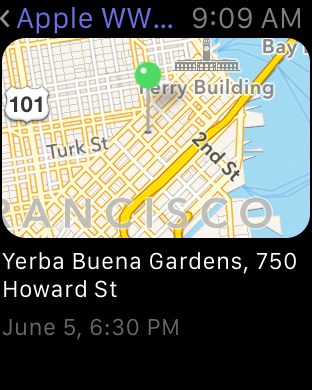 Apple WW...
9:09 AM
Bay
erry Building
101
Turk St
2nd St
RANCISCO
Yerba Buena Gardens, 750
Howard St
June 5, 6:30 PM